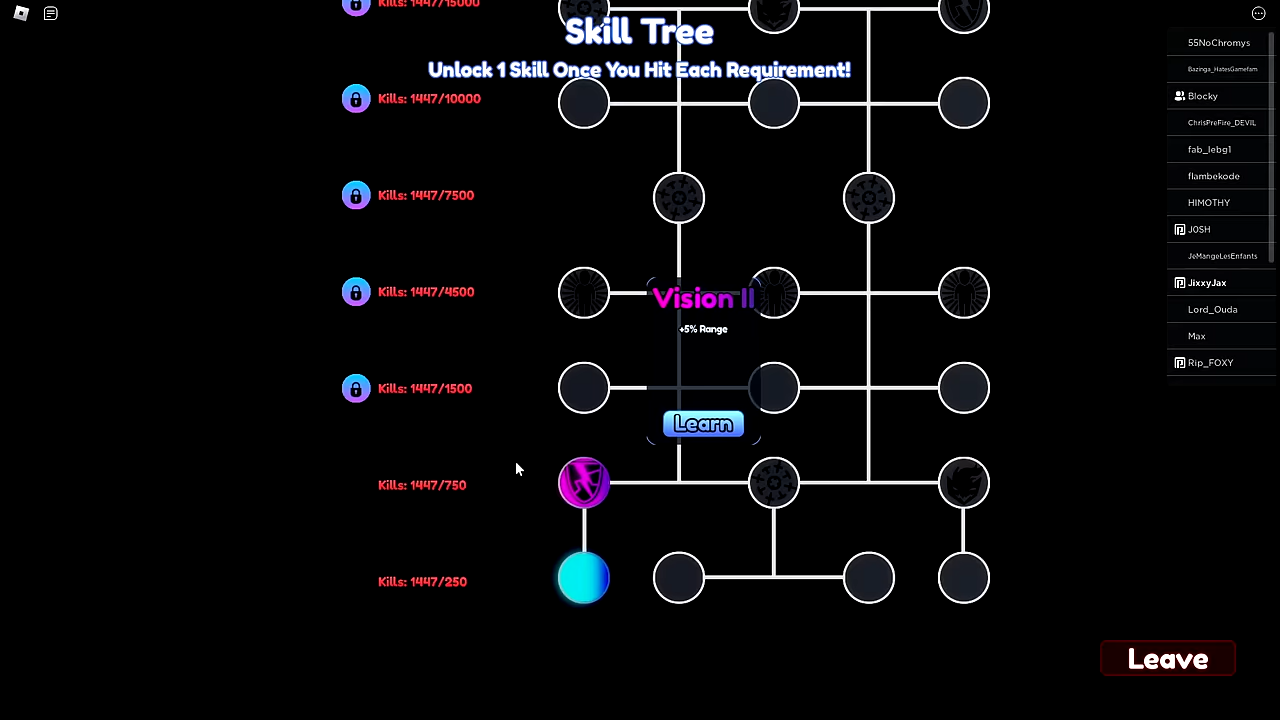 Kills: 1447/15000
Skill Tree
Unlock 1 Skill Once You Hit Each Requirement!
Kills: 1447/10000
Kills: 1447/7500
Kills: 1447/4500
Vision II
+5% Range
Kills: 1447/1500
Learn
Kills: 1447/750
Kills: 1447/250
Leave
55NoChromys
Bazinga_HatesGamefam
Blocky
ChrisPreFire_DEVIL
fab_lebg1
flambekode
HIMOTHY
J0SH
JeMangeLesEnfants
JixxyJax
Lord_Ouda
Max
Rip_FOXY